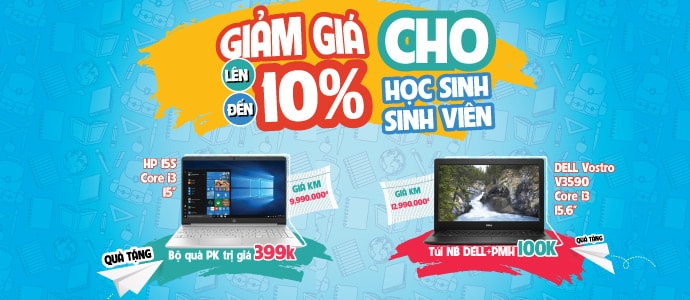 GIẢM GIÁ
LÊN
ĐẾN
10%
CHO
HỌC SINH
SINH VIÊN
HP 15S
Core i3
15"
GIÁ KM
9.990.000đ
QUÀ TẶNG
Bộ quà PK trị giá 399k
GIÁ KM
12.990.000đ
DELL Vostro
V3590
Core i3
15.6"
Túi NB DELL+PMH 100K
QUÀ TẶNG